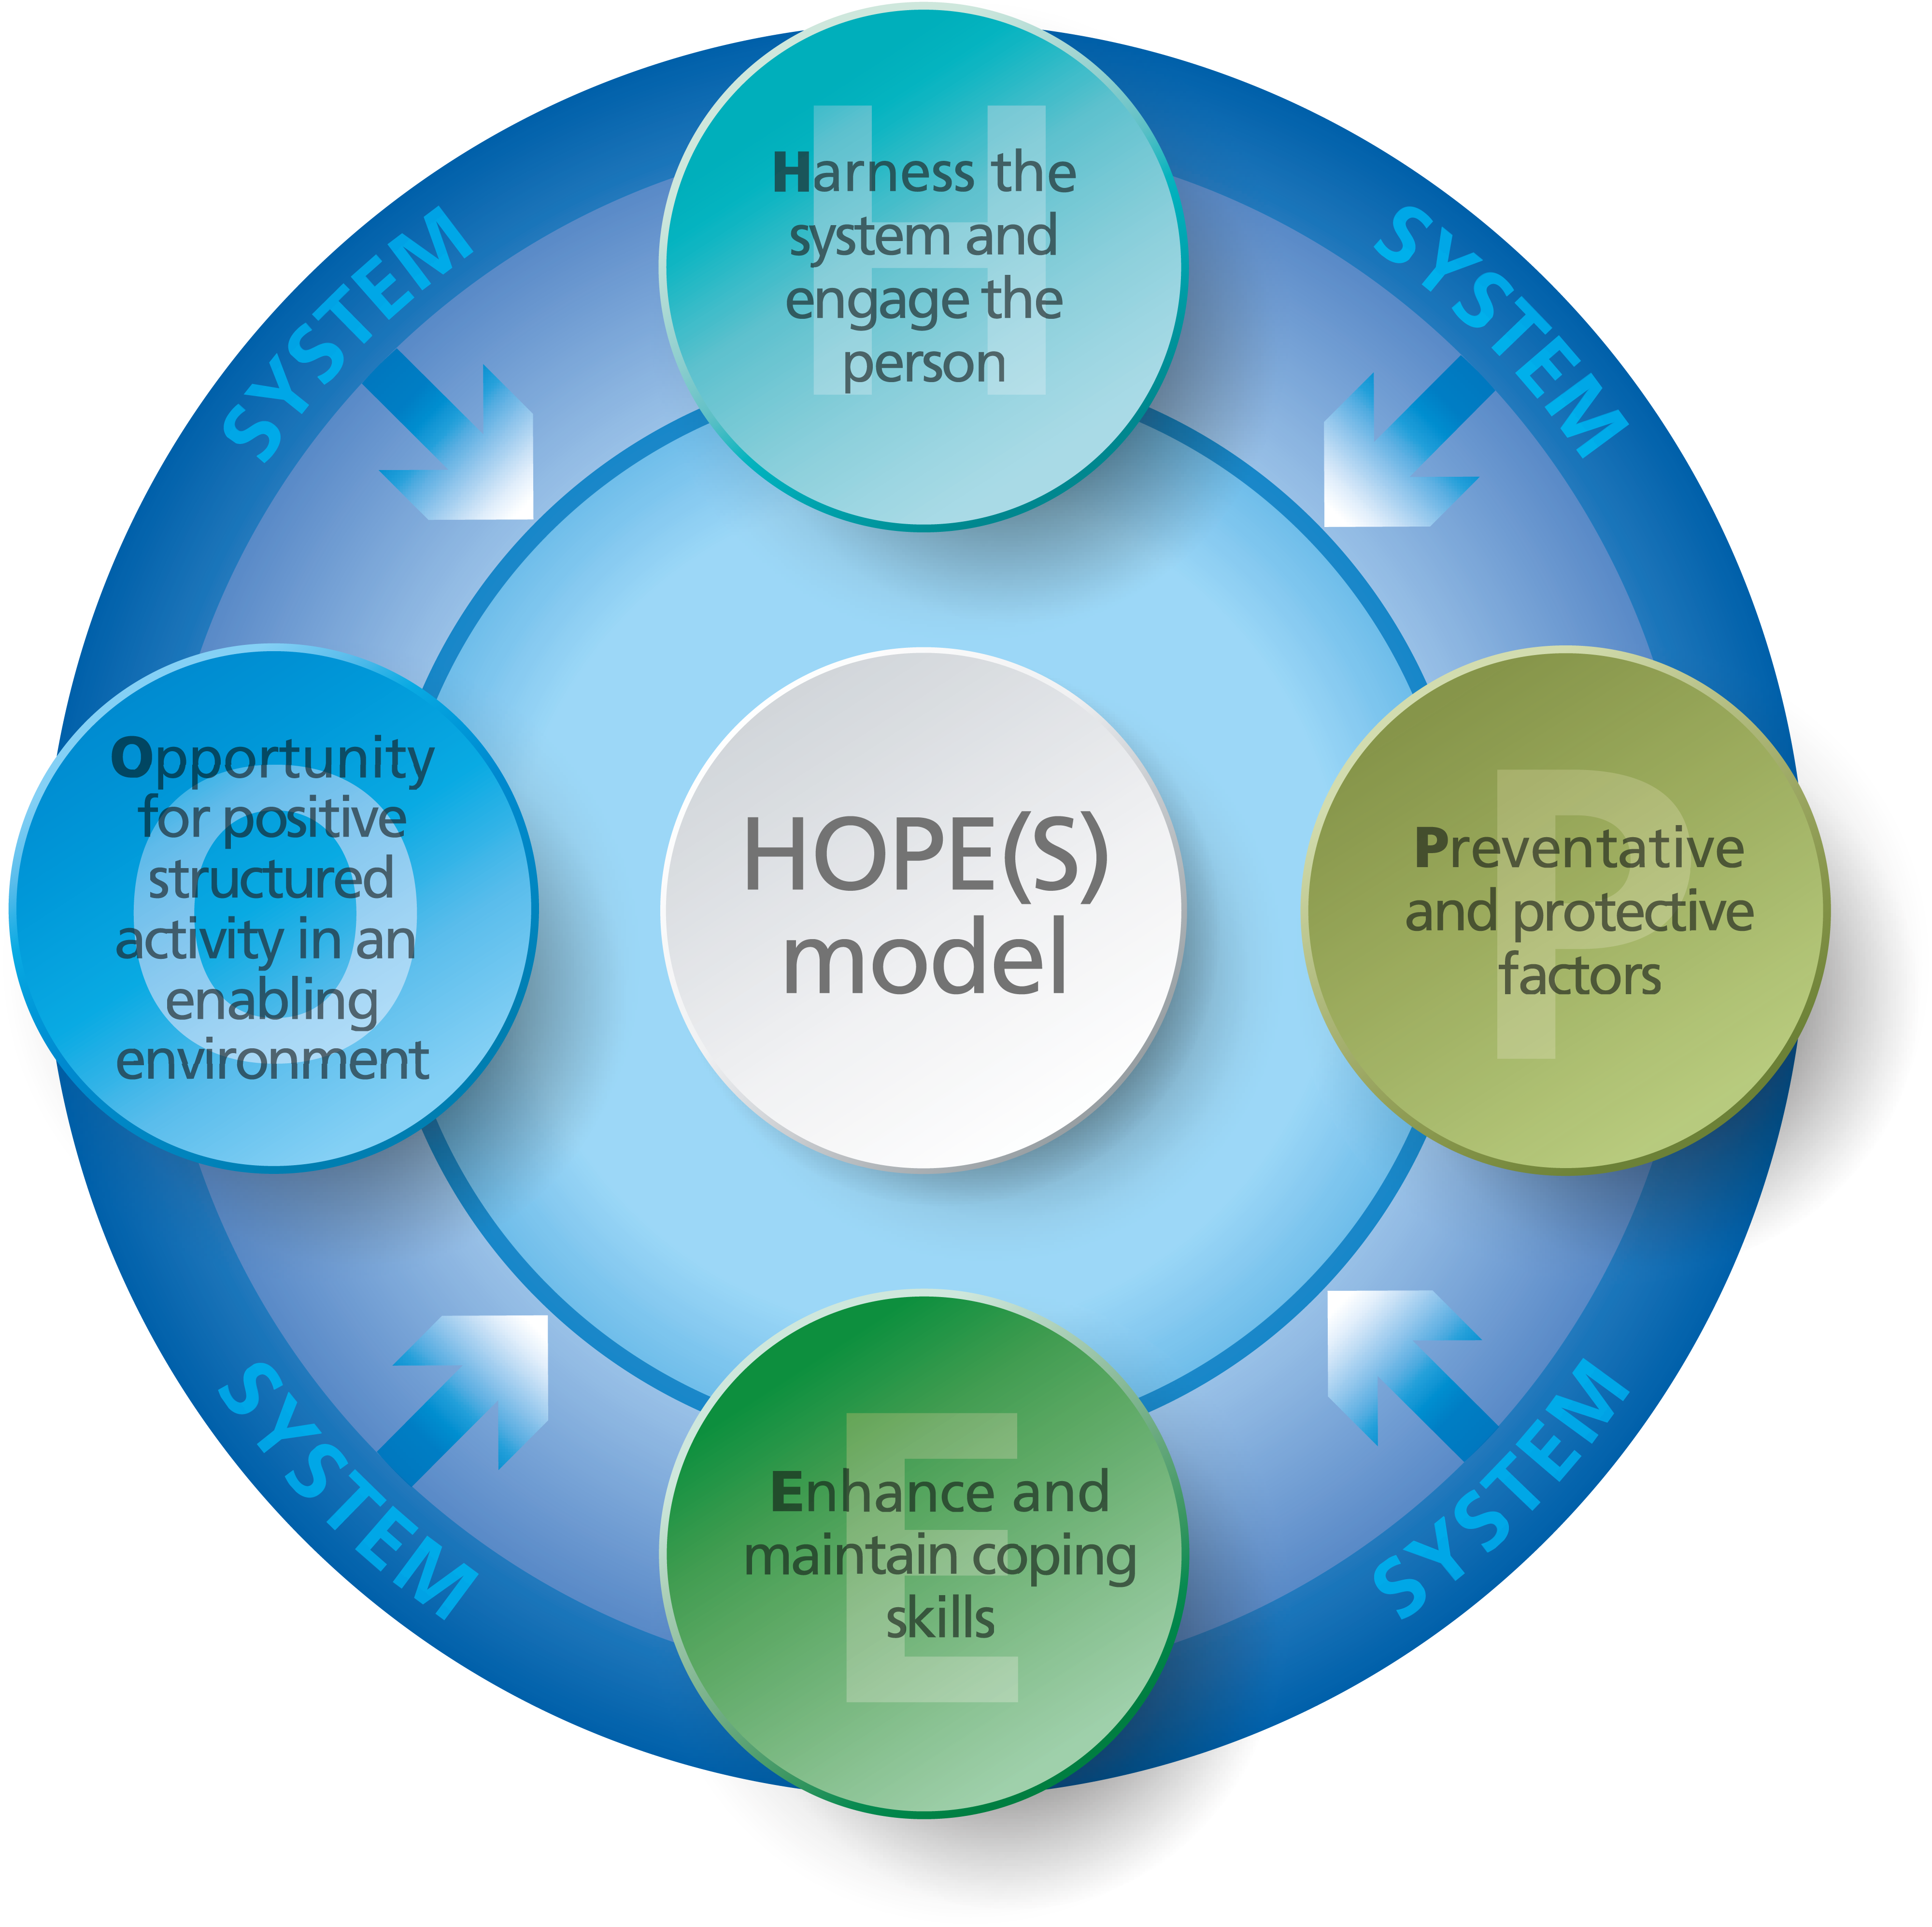 H
Harness the
system and
engage the
person
SYSTEM
SYSTEM
O
Opportunity
for positive
structured
activity in an
enabling
environment
HOPE(S)
model
P
Preventative
and protective
factors
E
Enhance and
maintain coping
skills
SYSTEM
SYSTEM